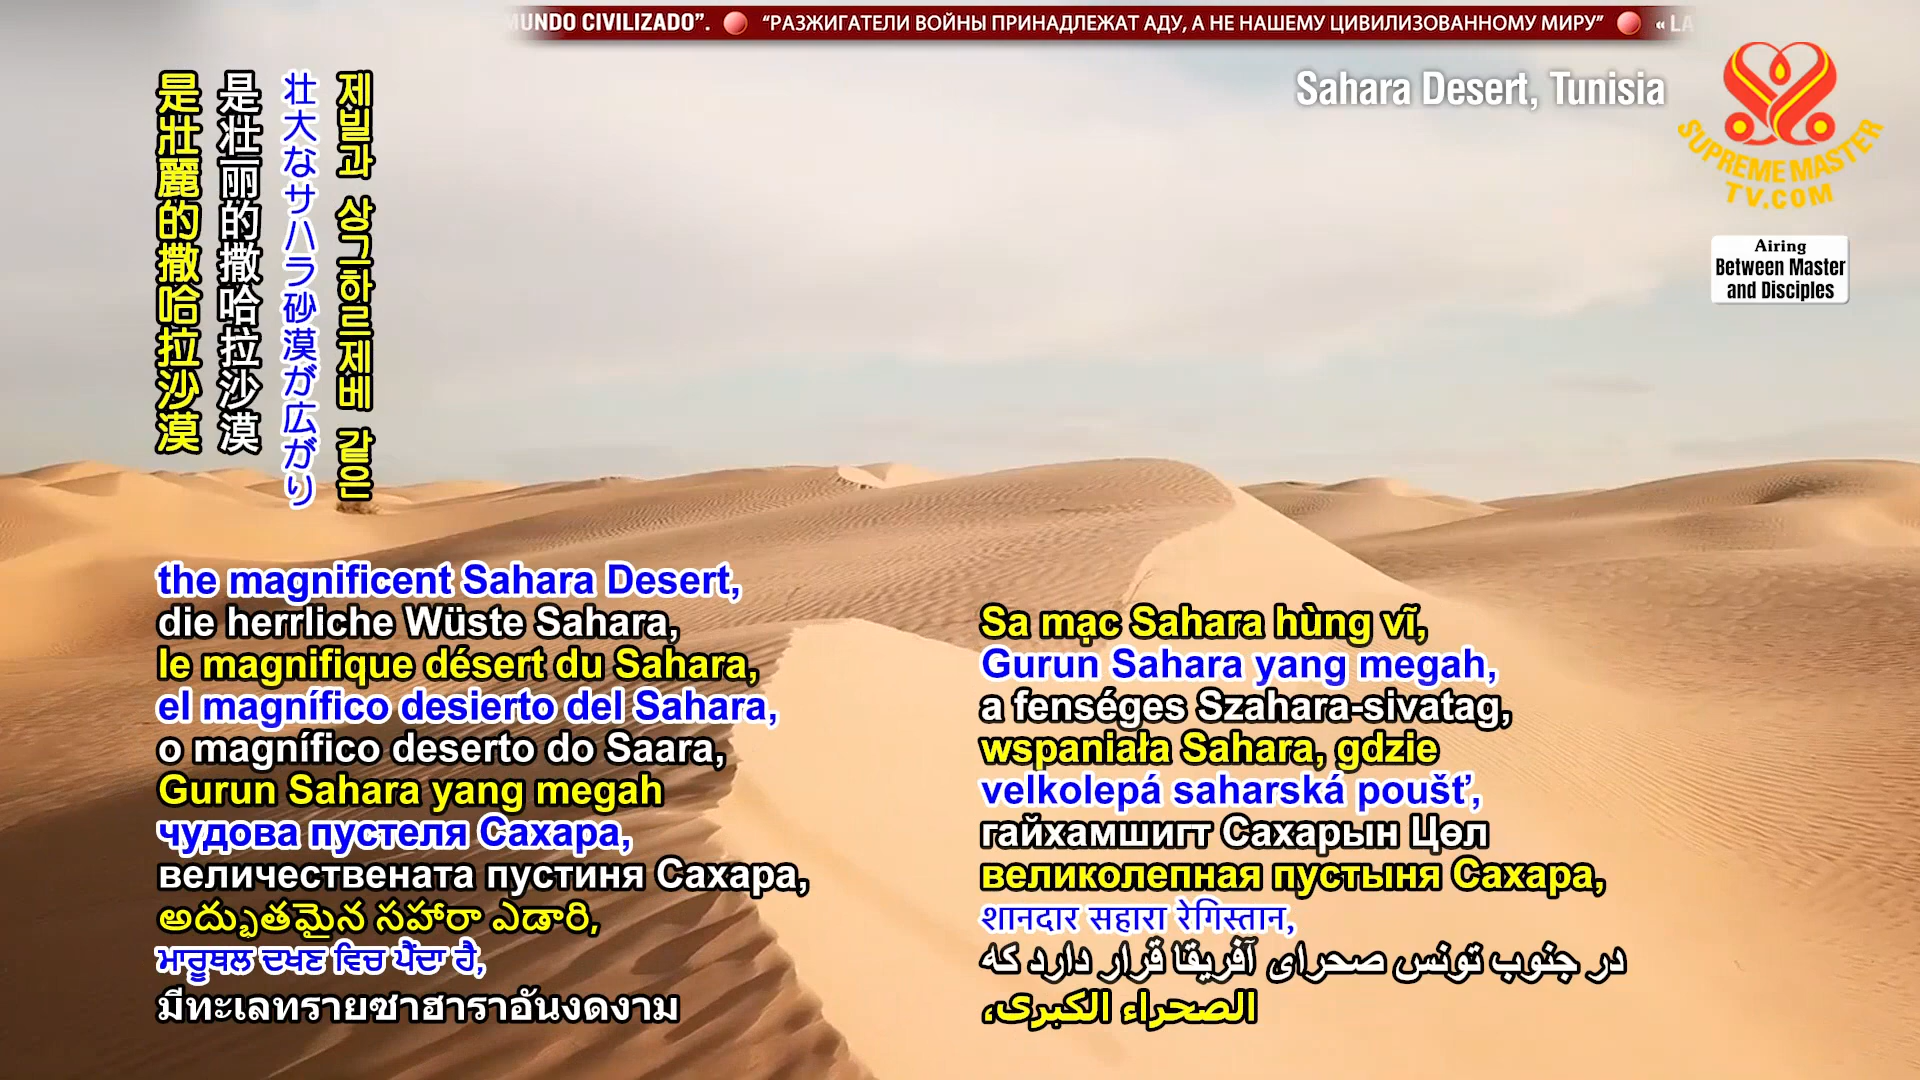 MUNDO CIVILIZADO”. “РАЗЖИГАТЕЛИ ВОЙНЫ ПРИНАДЛЕЖАТ АДУ, А НЕ НАШЕМУ ЦИВИЛИЗОВАННОМУ МИРУ” « LA
Sahara Desert, Tunisia
SUPREME MASTER
TV.COM
Airing
Between Master
and Disciples
是壯麗的撒哈拉沙漠
是壮丽的撒哈拉沙漠
壮大なサハラ砂漠が広がり
제빌과 상그하르제베 같은
the magnificent Sahara Desert,
die herrliche Wüste Sahara,
le magnifique désert du Sahara,
el magnífico desierto del Sahara,
o magnífico deserto do Saara,
Gurun Sahara yang megah
чудова пустеля Сахара,
величествената пустиня Сахара,
అద్భుతమైన సహారా ఎడారి,
ਮਾਰੂਥਲ ਦਖਣ ਵਿਚ ਪੈਂਦਾ ਹੈ,
มีทะเลทรายซาฮาราอันงดงาม
Sa mạc Sahara hùng vĩ,
Gurun Sahara yang megah,
a fenséges Szahara-sivatag,
wspaniała Sahara, gdzie
velkolepá saharská poušť,
гайхамшигт Сахарын Цөл
великолепная пустыня Сахара,
शानदार सहारा रेगिस्तान,
در جنوب تونس صحرای آفریقا قرار دارد که
الصحراء الكبرى،